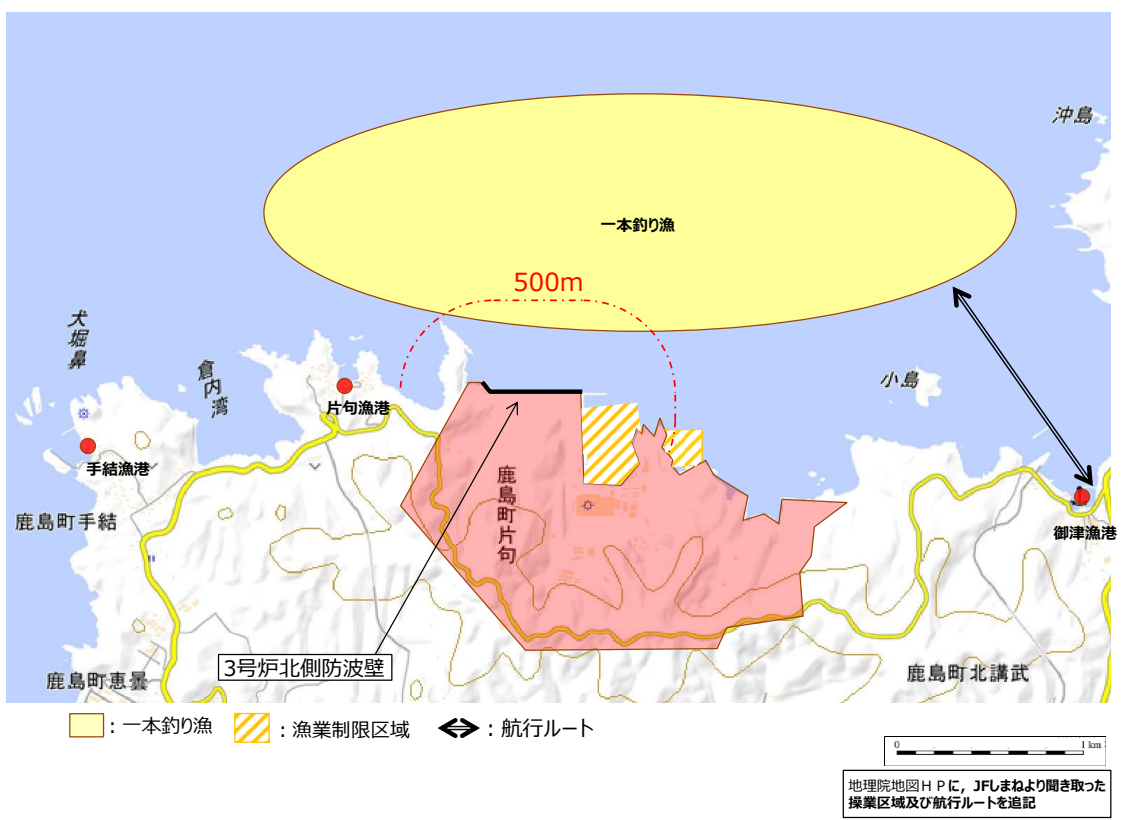 沖島
一本釣り漁
500m
犬堀鼻
倉内湾
小島
片句漁港
手結漁港
鹿島町片句
鹿島町手結
御津漁港
3号炉北側防波壁
鹿島町恵曇
鹿島町北講武
：一本釣り漁
：漁業制限区域
：航行ルート
0 1 km
地理院地図ＨＰに，JFしまねより聞き取った
操業区域及び航行ルートを追記